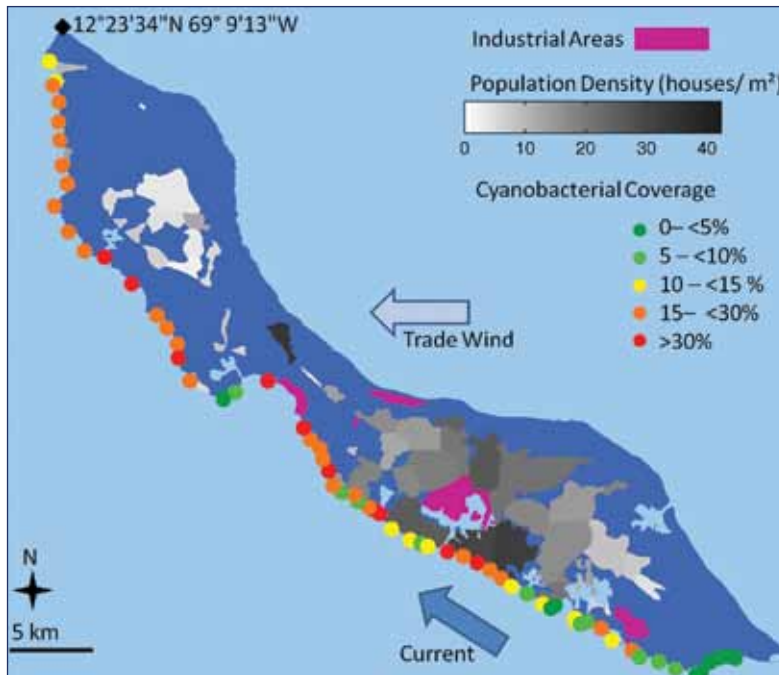 12°23'34"N 69° 9'13"W
Industrial Areas
Population Density (houses/ m²)
0 10 20 30 40
Cyanobacterial Coverage
0– <5%
5 – <10%
10 – <15 %
15– <30%
>30%
Trade Wind
N
5 km
Current